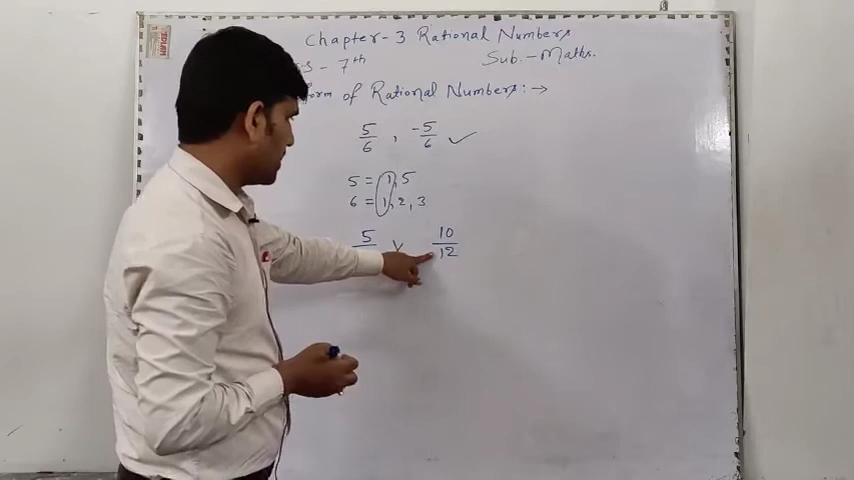 Chapter-3 Rational Numbers
- 7th
Sub.-Maths.
form of Rational Numbers:→
5/6 , -5/6 ✓
5 = 1, 5
6 = 1, 2, 3
5 10/12